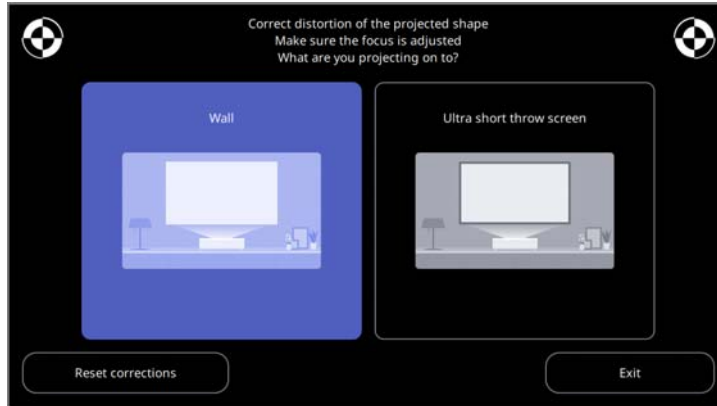 Correct distortion of the projected shape
Make sure the focus is adjusted
What are you projecting on to?
Wall
Ultra short throw screen
Reset corrections
Exit